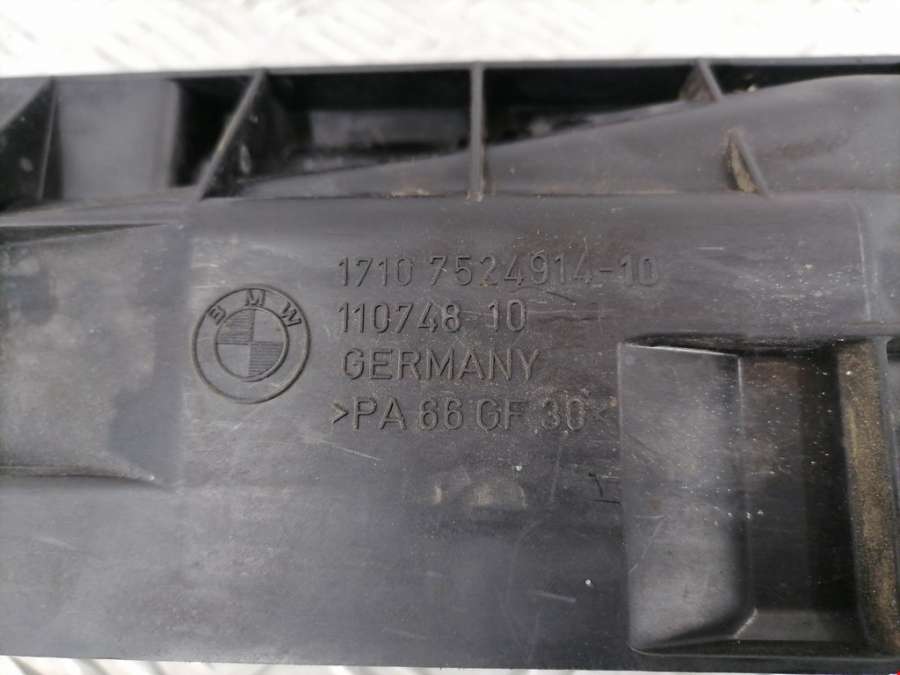 1710 7524914-10
BMW
110748 10
GERMANY
>PA 66 GF 30<